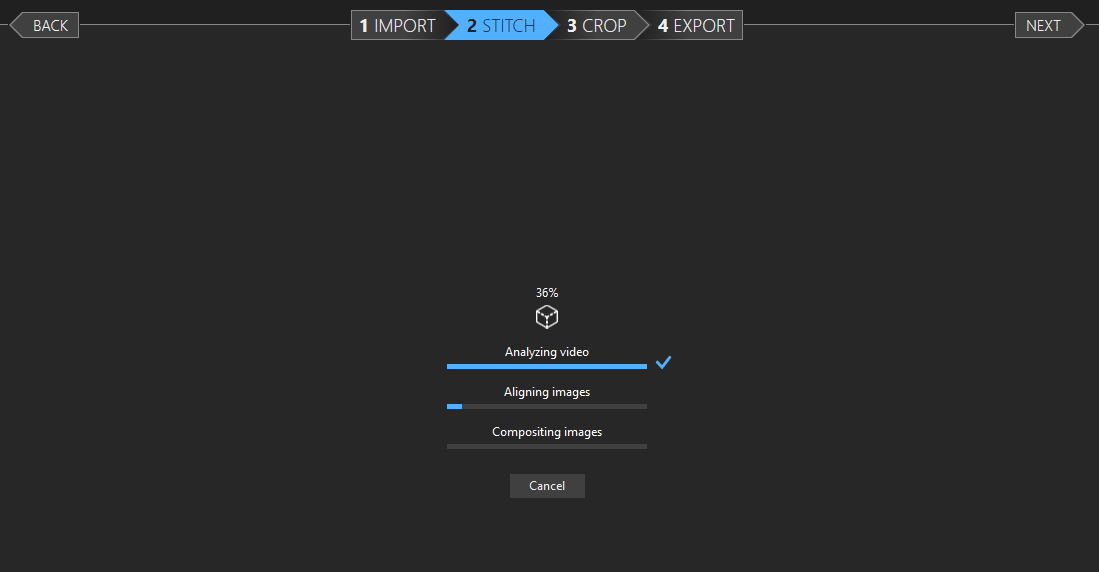 BACK 1 IMPORT 2 STITCH 3 CROP 4 EXPORT NEXT
36%
Analyzing video
Aligning images
Compositing images
Cancel